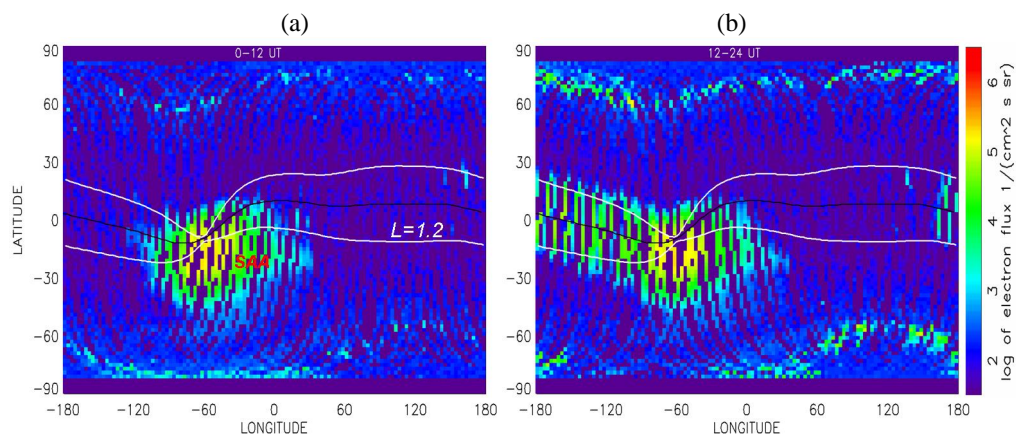 (a) (b)
0-12 UT 12-24 UT
90 90
60 60
30 30
0 0
-30 -30
-60 -60
-90 -90
LATITUDE
L=1.2
SAA
-180 -120 -60 0 60 120 180 -180 -120 -60 0 60 120 180
LONGITUDE LONGITUDE
6
5
4
3
2
log of electron flux 1/(cm^2 s sr)